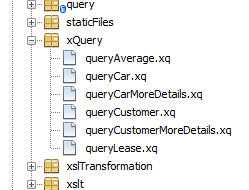 query
staticFiles
xQuery
queryAverage.xq
queryCar.xq
queryCarMoreDetails.xq
queryCustomer.xq
queryCustomerMoreDetails.xq
queryLease.xq
xslTransformation
xslt